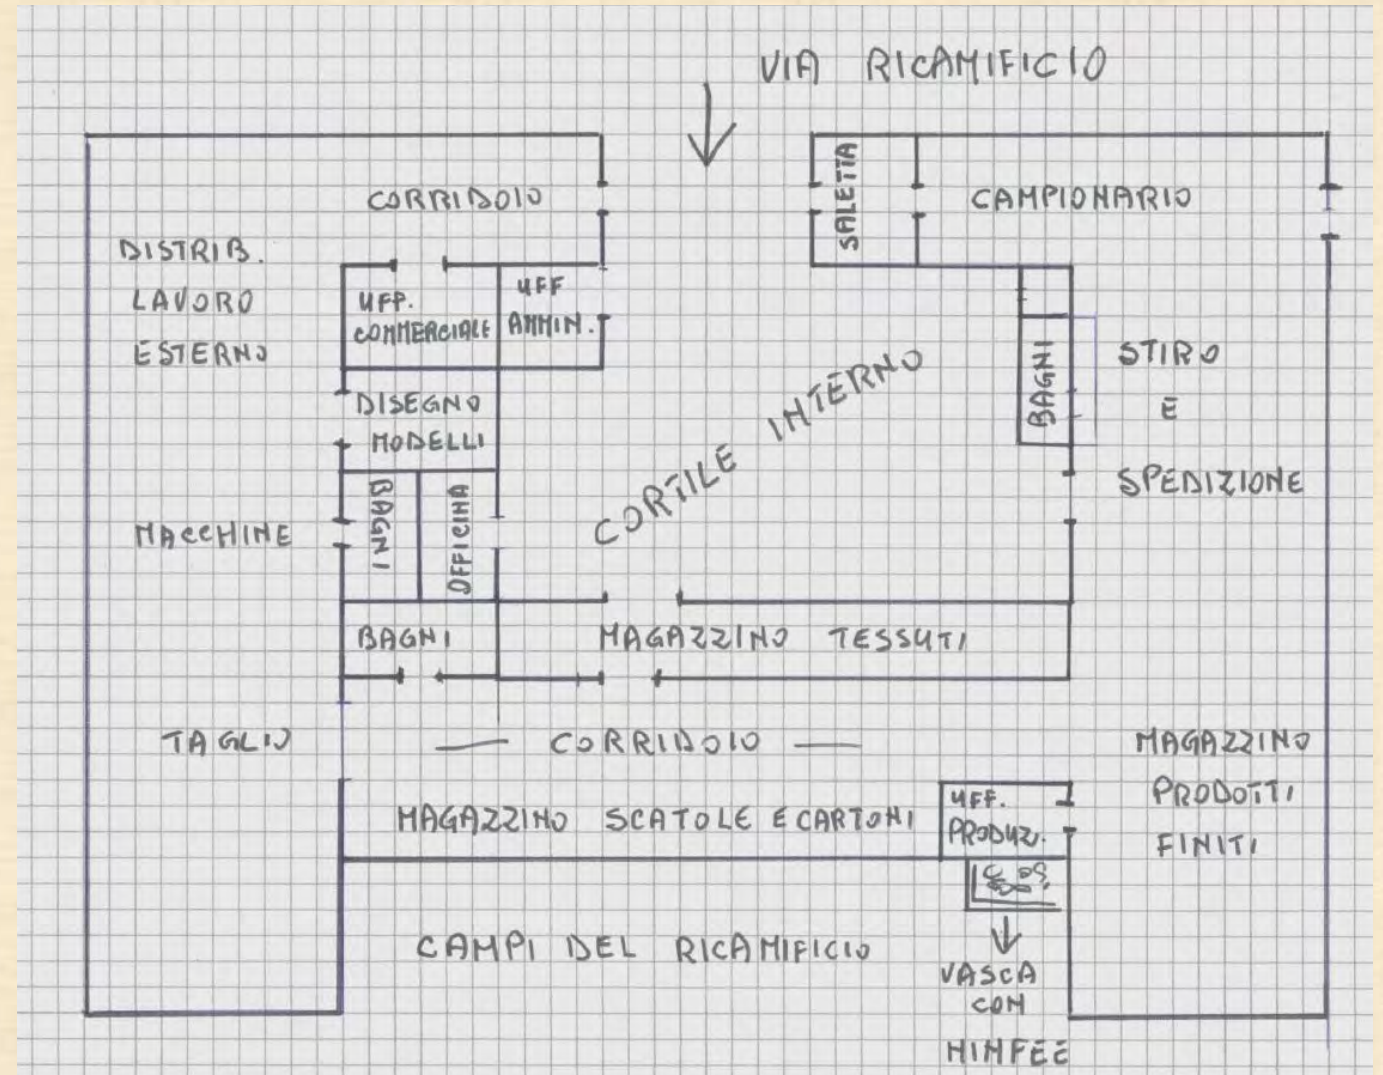 VIA RICAMIFICIO
CORRIDOIO
SALETTA
CAMPIONARIO
DISTRIB.
LAVORO
ESTERNO
UFF.
COMMERCIALE
UFF
AMMIN.
DISEGNO
MODELLI
CORTILE INTERNO
BAGNI
STIRO
E
SPEDIZIONE
MACCHINE
BAGNI
OFFICINA
BAGNI
MAGAZZINO TESSUTI
TAGLIO
CORRIDOIO
MAGAZZINO
PRODOTTI
FINITI
MAGAZZINO SCATOLE E CARTONI
UFF.
PRODUZ.
CAMPI DEL RICAMIFICIO
VASCA
CON
NINFEE